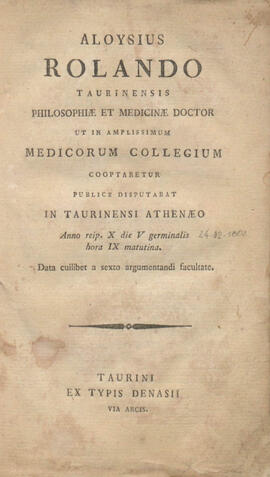 ALOYSIUS
ROLANDO
TAURINENSIS
PHILOSOPHIÆ ET MEDICINÆ DOCTOR
UT IN AMPLISSIMUM
MEDICORUM COLLEGIUM
COOPTARETUR
PUBLICE DISPUTABAT
IN TAURINENSI ATHENÆO
Anno reip. X die V germinalis
hora IX matutina.
Data cuilibet a sexto argumentandi facultate.
TAURINI
EX TYPIS DENASII
VIA ARCIS.